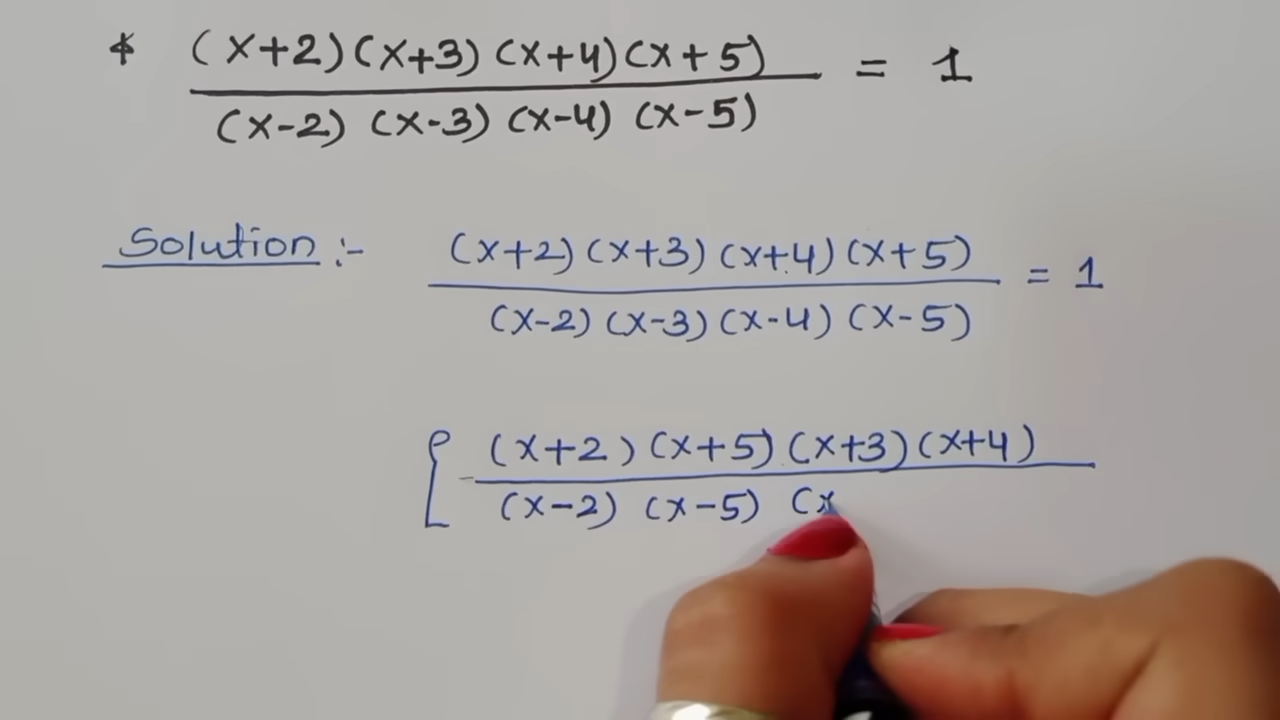 * (x+2)(x+3)(x+4)(x+5) = 1
(x-2)(x-3)(x-4)(x-5)
Solution :- (x+2)(x+3)(x+4)(x+5) = 1
(x-2)(x-3)(x-4)(x-5)
[ (x+2)(x+5)(x+3)(x+4)
(x-2)(x-5)(x